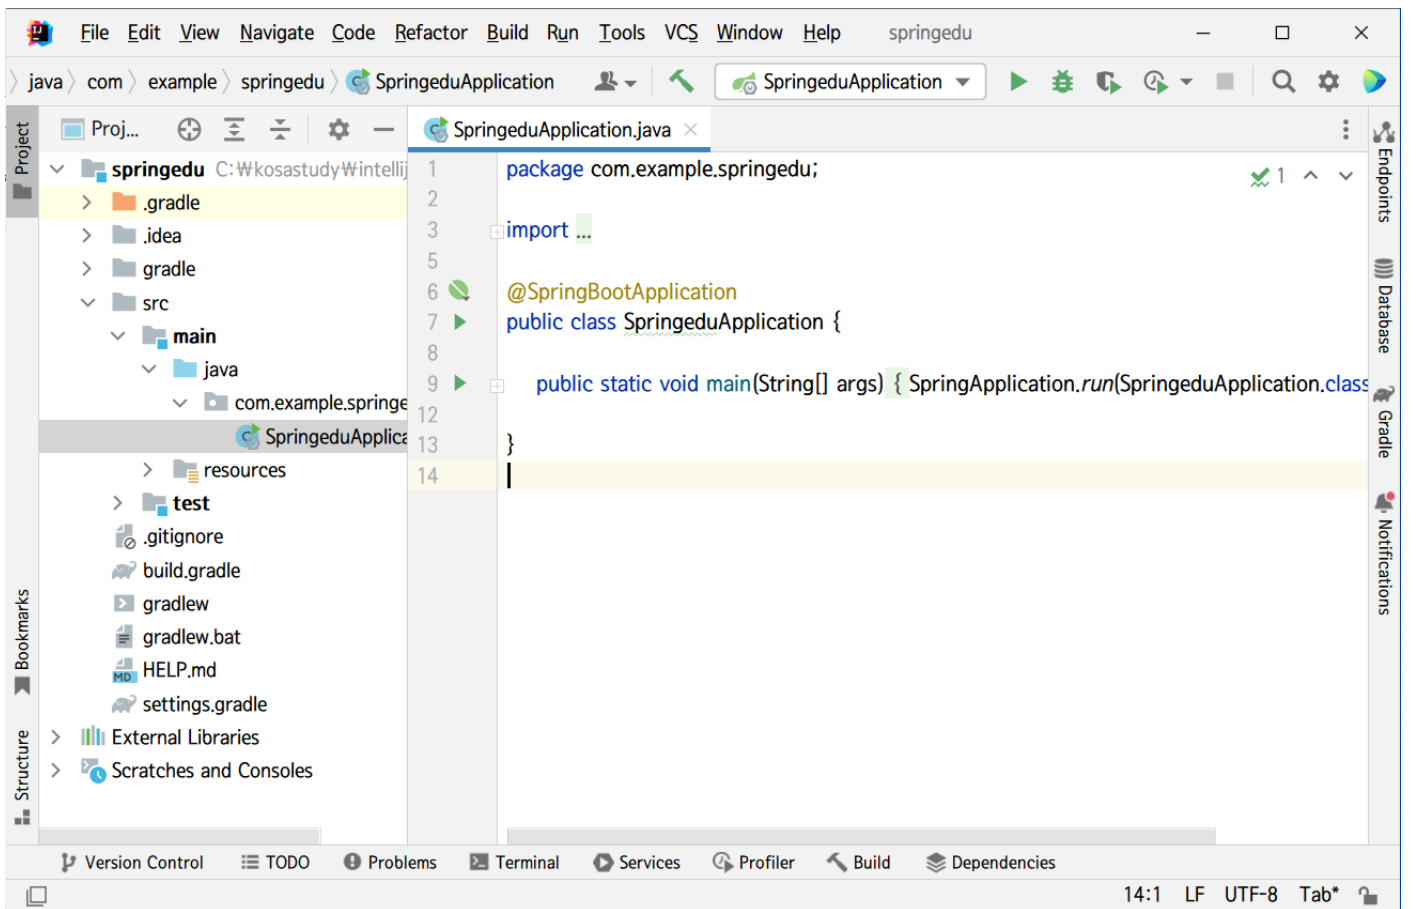 File Edit View Navigate Code Refactor Build Run Tools VCS Window Help springedu
java com example springedu SpringeduApplication SpringeduApplication
Project
Bookmarks
Structure
Proj...
springedu C:₩kosastudy₩intellij
.gradle
.idea
gradle
src
main
java
com.example.springe
SpringeduApplica
resources
test
.gitignore
build.gradle
gradlew
gradlew.bat
HELP.md
settings.gradle
External Libraries
Scratches and Consoles
SpringeduApplication.java
1 package com.example.springedu;
2
3 import ...
5
6 @SpringBootApplication
7 public class SpringeduApplication {
8
9 public static void main(String[] args) { SpringApplication.run(SpringeduApplication.class
12
13 }
14
1
Endpoints
Database
Gradle
Notifications
Version Control TODO Problems Terminal Services Profiler Build Dependencies
14:1 LF UTF-8 Tab*